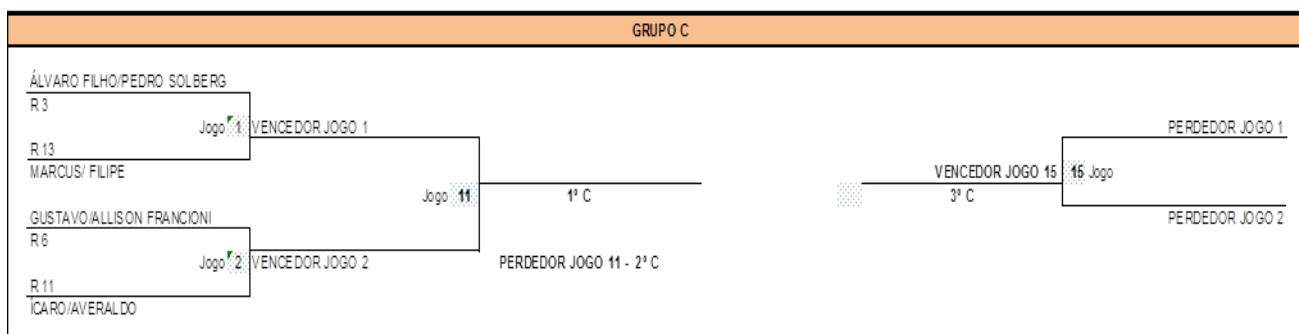 GRUPO C
ÁLVARO FILHO/PEDRO SOLBERG
R 3
Jogo 1 VENCEDOR JOGO 1
PERDEDOR JOGO 1
R 13
MARCUS/ FILIPE
VENCEDOR JOGO 15 15 Jogo
Jogo 11 1º C
3º C
GUSTAVO/ALLISON FRANCIONI
PERDEDOR JOGO 2
R 6
Jogo 2 VENCEDOR JOGO 2
PERDEDOR JOGO 11 - 2º C
R 11
ÍCARO/AVERALDO